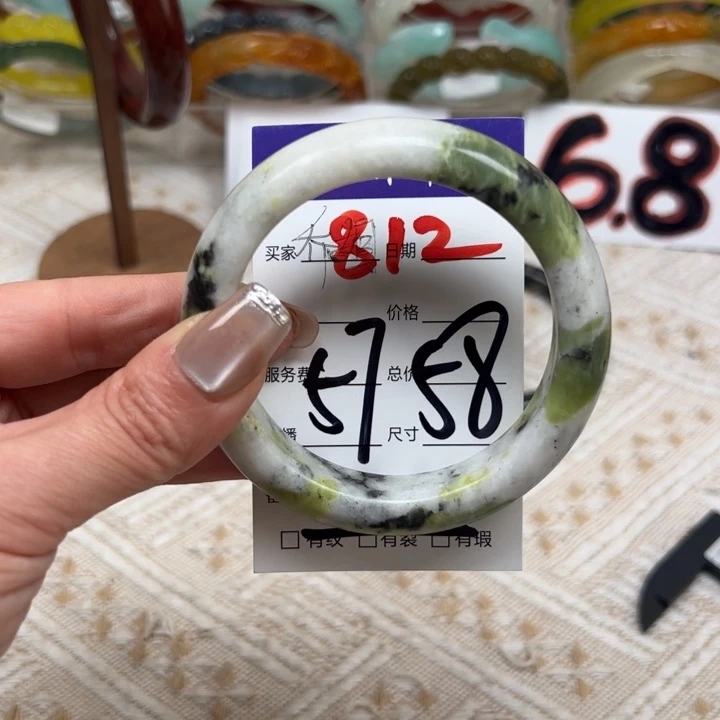 6.8
买家 812 日期
价格
服务费 57 总价 58
播 尺寸
有纹 有裂 有瑕